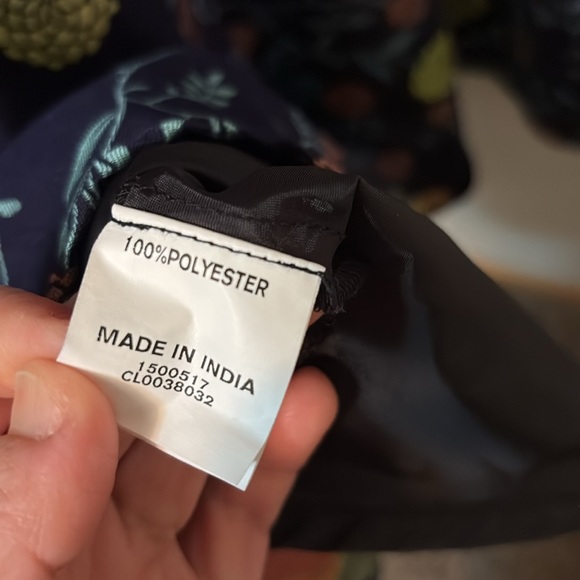 100%POLYESTER
MADE IN INDIA
1500517
CL0038032